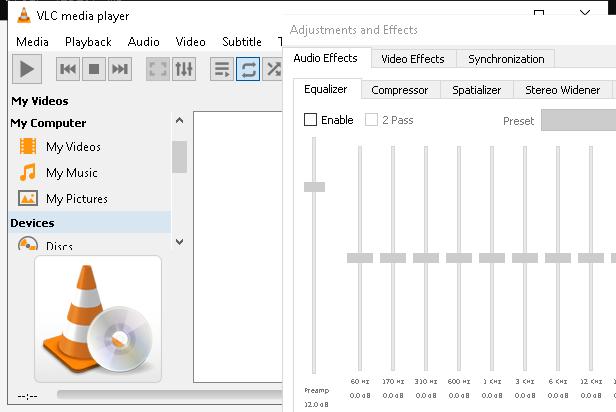 VLC media player
Media Playback Audio Video Subtitle T
My Videos
My Computer
My Videos
My Music
My Pictures
Devices
Discs
--:--
Adjustments and Effects
Audio Effects Video Effects Synchronization
Equalizer Compressor Spatializer Stereo Widener
Enable 2 Pass Preset
60 Hz 170 Hz 310 Hz 600 Hz 1 KHz 3 KHz 6 KHz 12 KHz
Preamp 0.0 dB 0.0 dB 0.0 dB 0.0 dB 0.0 dB 0.0 dB 0.0 dB 0.0 dB
12.0 dB